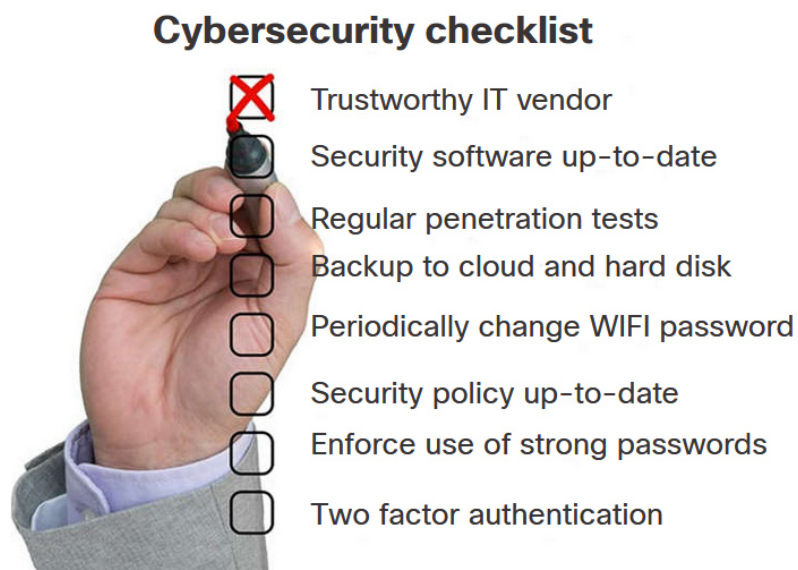 Cybersecurity checklist
Trustworthy IT vendor
Security software up-to-date
Regular penetration tests
Backup to cloud and hard disk
Periodically change WIFI password
Security policy up-to-date
Enforce use of strong passwords
Two factor authentication